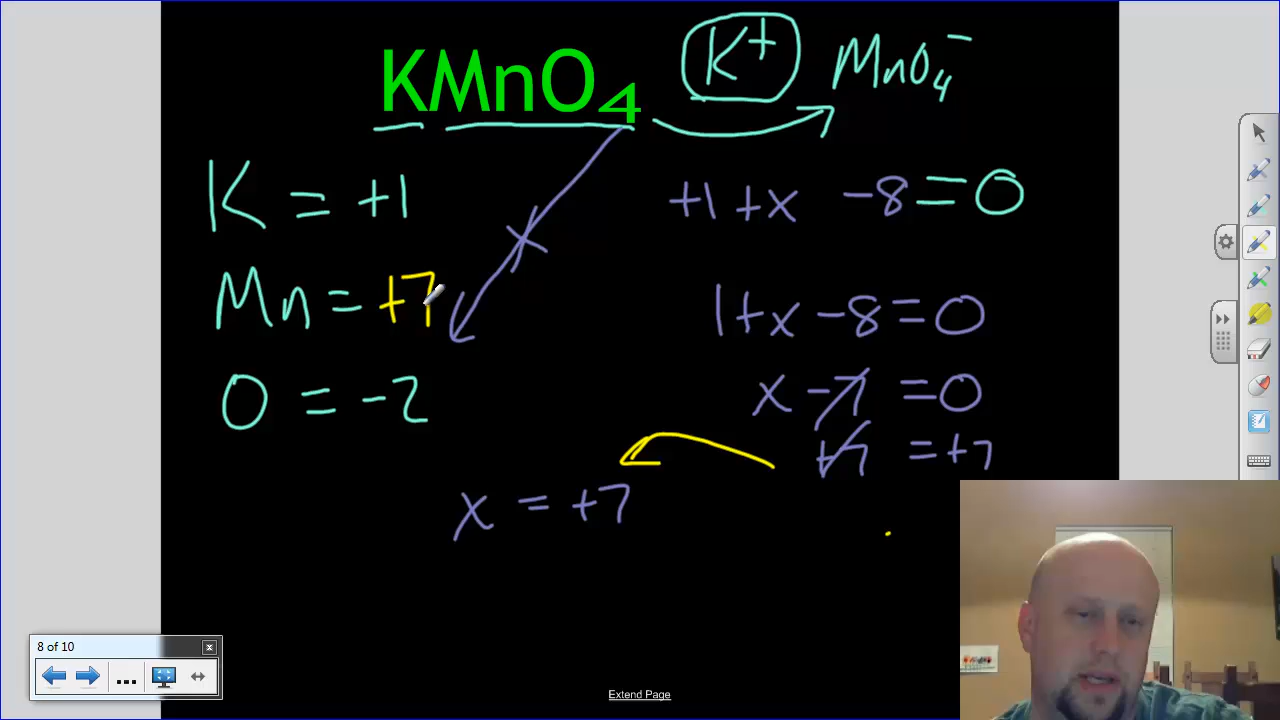 KMnO₄ K⁺ MnO₄⁻
K = +1
+1 +x -8 = 0
Mn = +7
1+x -8 = 0
O = -2
x -7 = 0
+7 = +7
x = +7
8 of 10
Extend Page